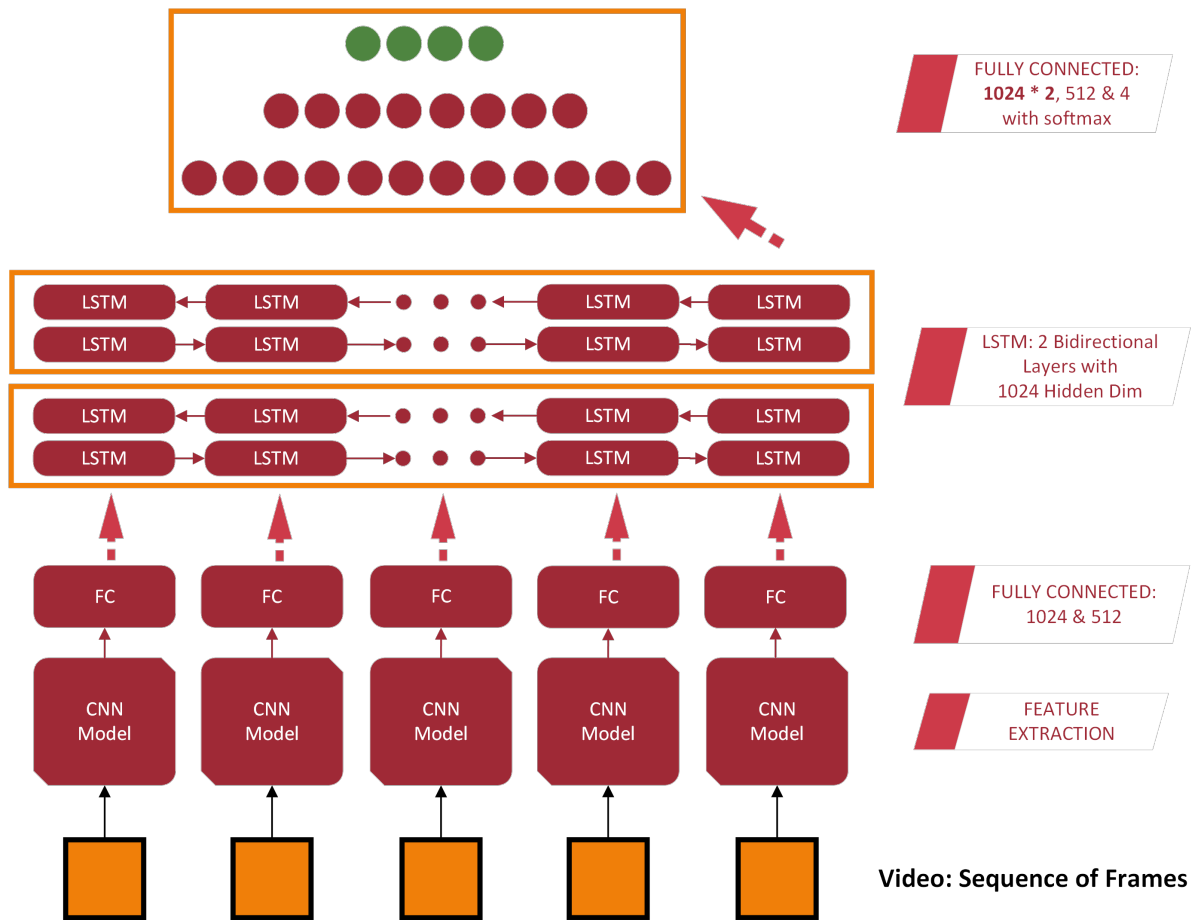 FULLY CONNECTED:
1024 * 2, 512 & 4
with softmax
LSTM LSTM LSTM LSTM
LSTM LSTM LSTM LSTM
LSTM: 2 Bidirectional
Layers with
1024 Hidden Dim
LSTM LSTM LSTM LSTM
LSTM LSTM LSTM LSTM
FC FC FC FC FC
FULLY CONNECTED:
1024 & 512
CNN CNN CNN CNN CNN
Model Model Model Model Model
FEATURE
EXTRACTION
Video: Sequence of Frames